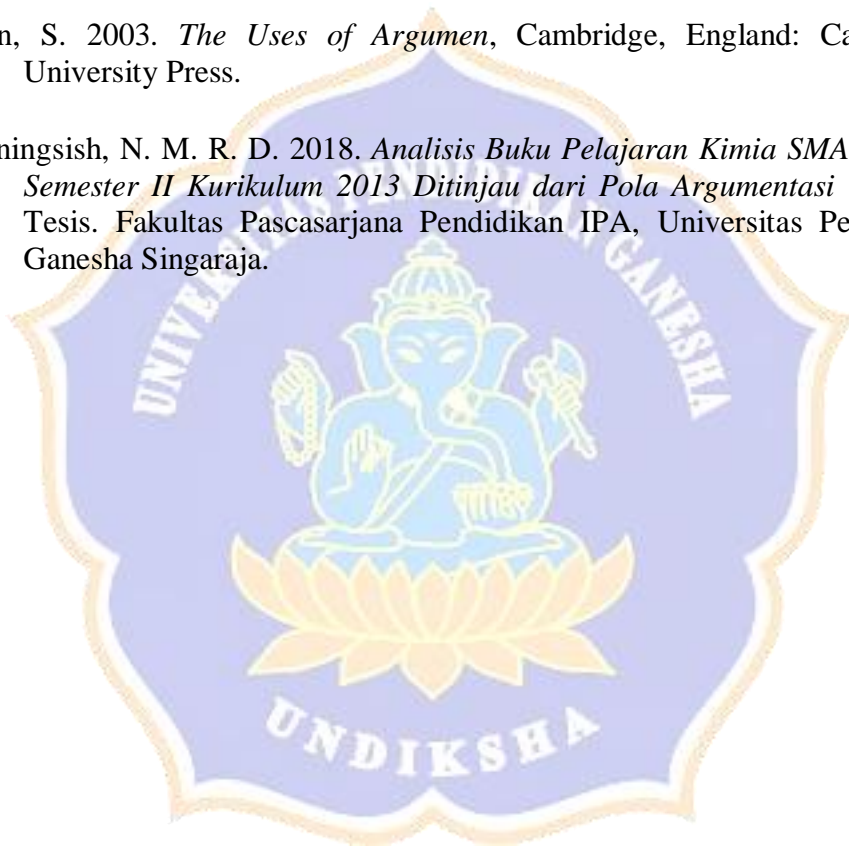 n, S. 2003. The Uses of Argumen, Cambridge, England: Ca
University Press.
ningsish, N. M. R. D. 2018. Analisis Buku Pelajaran Kimia SMA
Semester II Kurikulum 2013 Ditinjau dari Pola Argumentasi
Tesis. Fakultas Pascasarjana Pendidikan IPA, Universitas Pe
Ganesha Singaraja.
UNIVERSITAS PENDIDIKAN GANESHA
UNDIKSHA